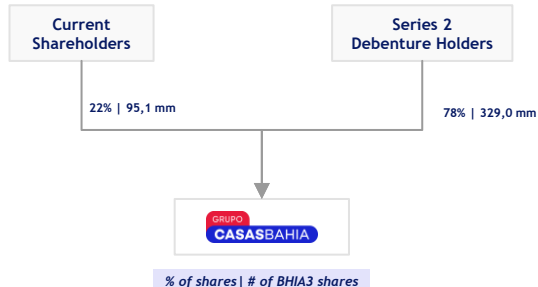 Current
Shareholders
Series 2
Debenture Holders
22% | 95,1 mm
78% | 329,0 mm
GRUPO
CASASBAHIA
% of shares| # of BHIA3 shares